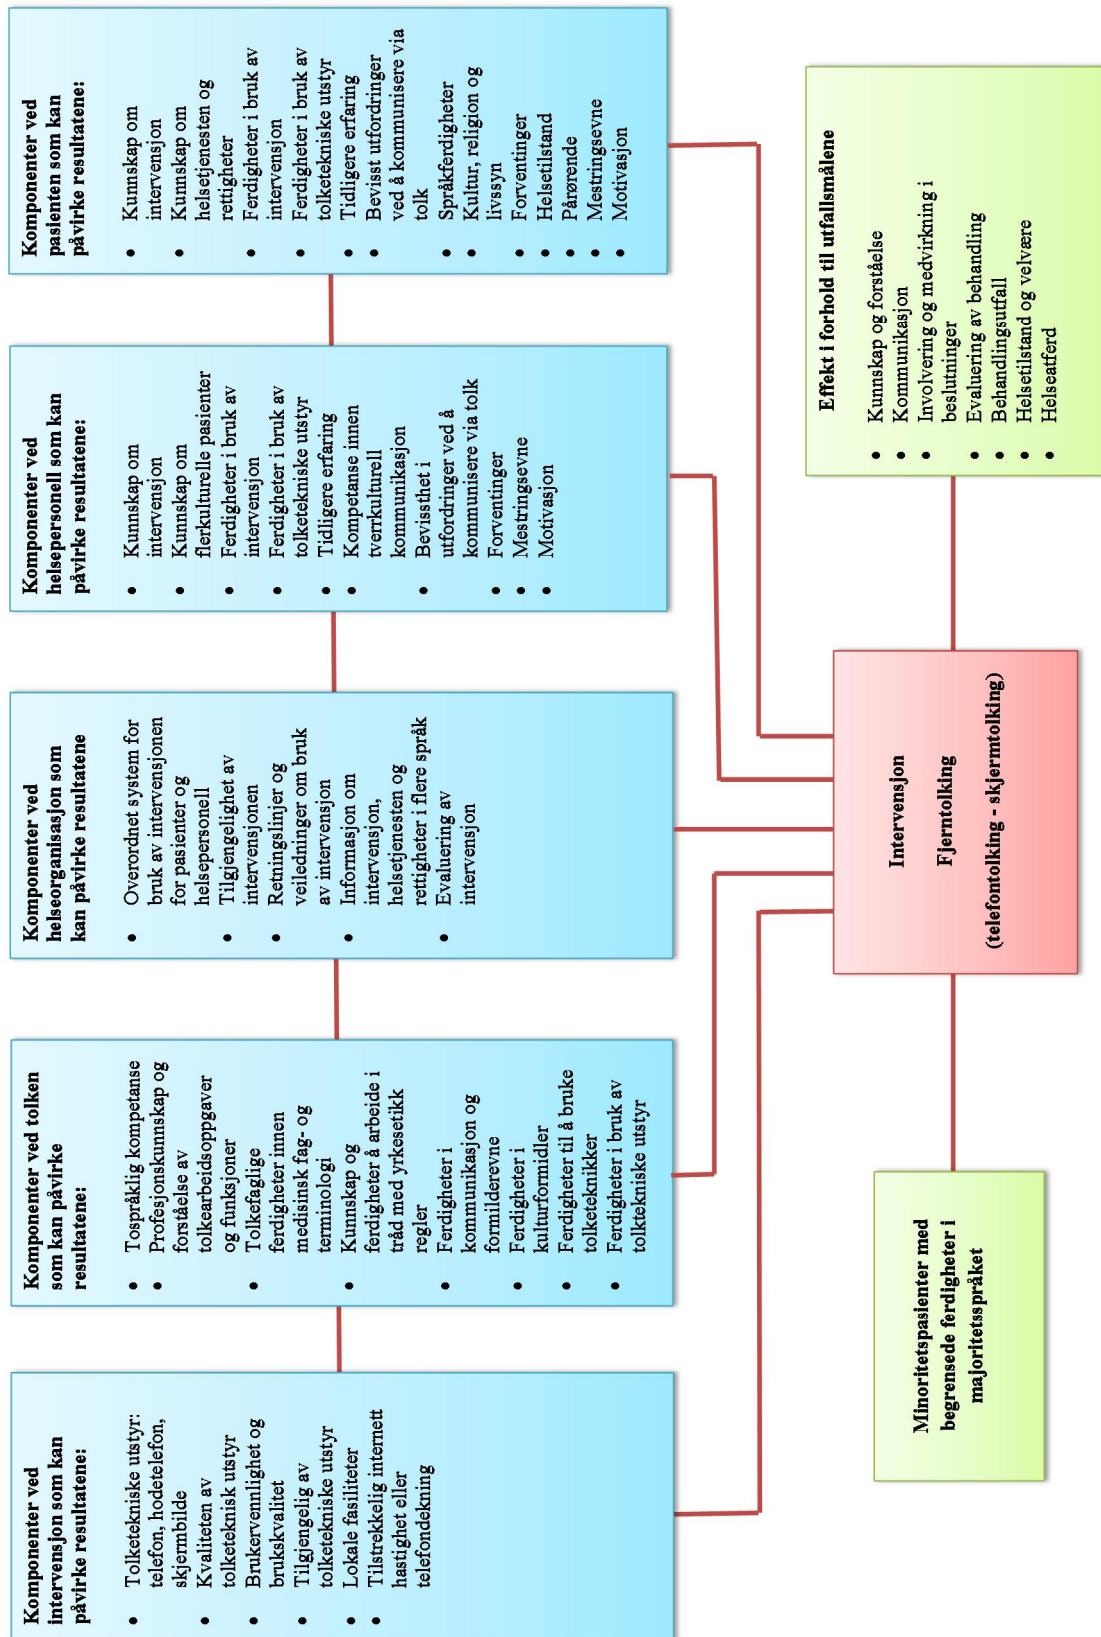 Komponenter ved
intervensjon som kan
påvirke resultatene:
• Tolketekniske utstyr:
telefon, hodetelefon,
skjermbilde
• Kvaliteten av
tolketeknisk utstyr
• Brukervennlighet og
brukskvalitet
• Tilgjengelig av
tolketekniske utstyr
• Lokale fasiliteter
• Tilstrekkelig internett
hastighet eller
telefondekning
Komponenter ved tolken
som kan påvirke
resultatene:
• Tospråklig kompetanse
• Profesjonskunnskap og
forståelse av
tolkearbeidsoppgaver
og funksjoner
• Tolkefaglige
ferdigheter innen
medisinsk fag- og
terminologi
• Kunnskap og
ferdigheter å arbeide i
tråd med yrkesetikk
regler
• Ferdigheter i
kommunikasjon og
formilderevne
• Ferdigheter i
kulturformidler
• Ferdigheter til å bruke
tolketeknikker
• Ferdigheter i bruk av
tolktekniske utstyr
Komponenter ved
helseorganisasjon som
kan påvirke resultatene
• Overordnet system for
bruk av intervensjonen
for pasienter og
helsepersonell
• Tilgjengelighet av
intervensjonen
• Retningslinjer og
veiledninger om bruk
av intervensjon
• Informasjon om
intervensjon,
helsetjenesten og
rettigheter i flere språk
• Evaluering av
intervensjon
Komponenter ved
helsepersonell som kan
påvirke resultatene:
• Kunnskap om
intervensjon
• Kunnskap om
flerkulturelle pasienter
• Ferdigheter i bruk av
intervensjon
• Ferdigheter i bruk av
tolketekniske utstyr
• Tidligere erfaring
• Kompetanse innen
tverrkulturell
kommunikasjon
• Bevissthet i
utfordringer ved å
kommunisere via tolk
• Forventinger
• Mestringsevne
• Motivasjon
Komponenter ved
pasienten som kan
påvirke resultatene:
• Kunnskap om
intervensjon
• Kunnskap om
helsetjenesten og
rettigheter
• Ferdigheter i bruk av
intervensjon
• Ferdigheter i bruk av
tolketekniske utstyr
• Tidligere erfaring
• Bevisst utfordringer
ved å kommunisere via
tolk
• Språkferdigheter
• Kultur, religion og
livssyn
• Forventinger
• Helsetilstand
• Pårørende
• Mestringsevne
• Motivasjon
Minoritetspasienter med
begrensede ferdigheter i
majoritetsspråket
Intervensjon
Fjerntolking
(telefontolking - skjermtolking)
Effekt i forhold til utfallsmålene
• Kunnskap og forståelse
• Kommunikasjon
• Involvering og medvirkning i
beslutninger
• Evaluering av behandling
• Behandlingsutfall
• Helsetilstand og velvære
• Helseatferd